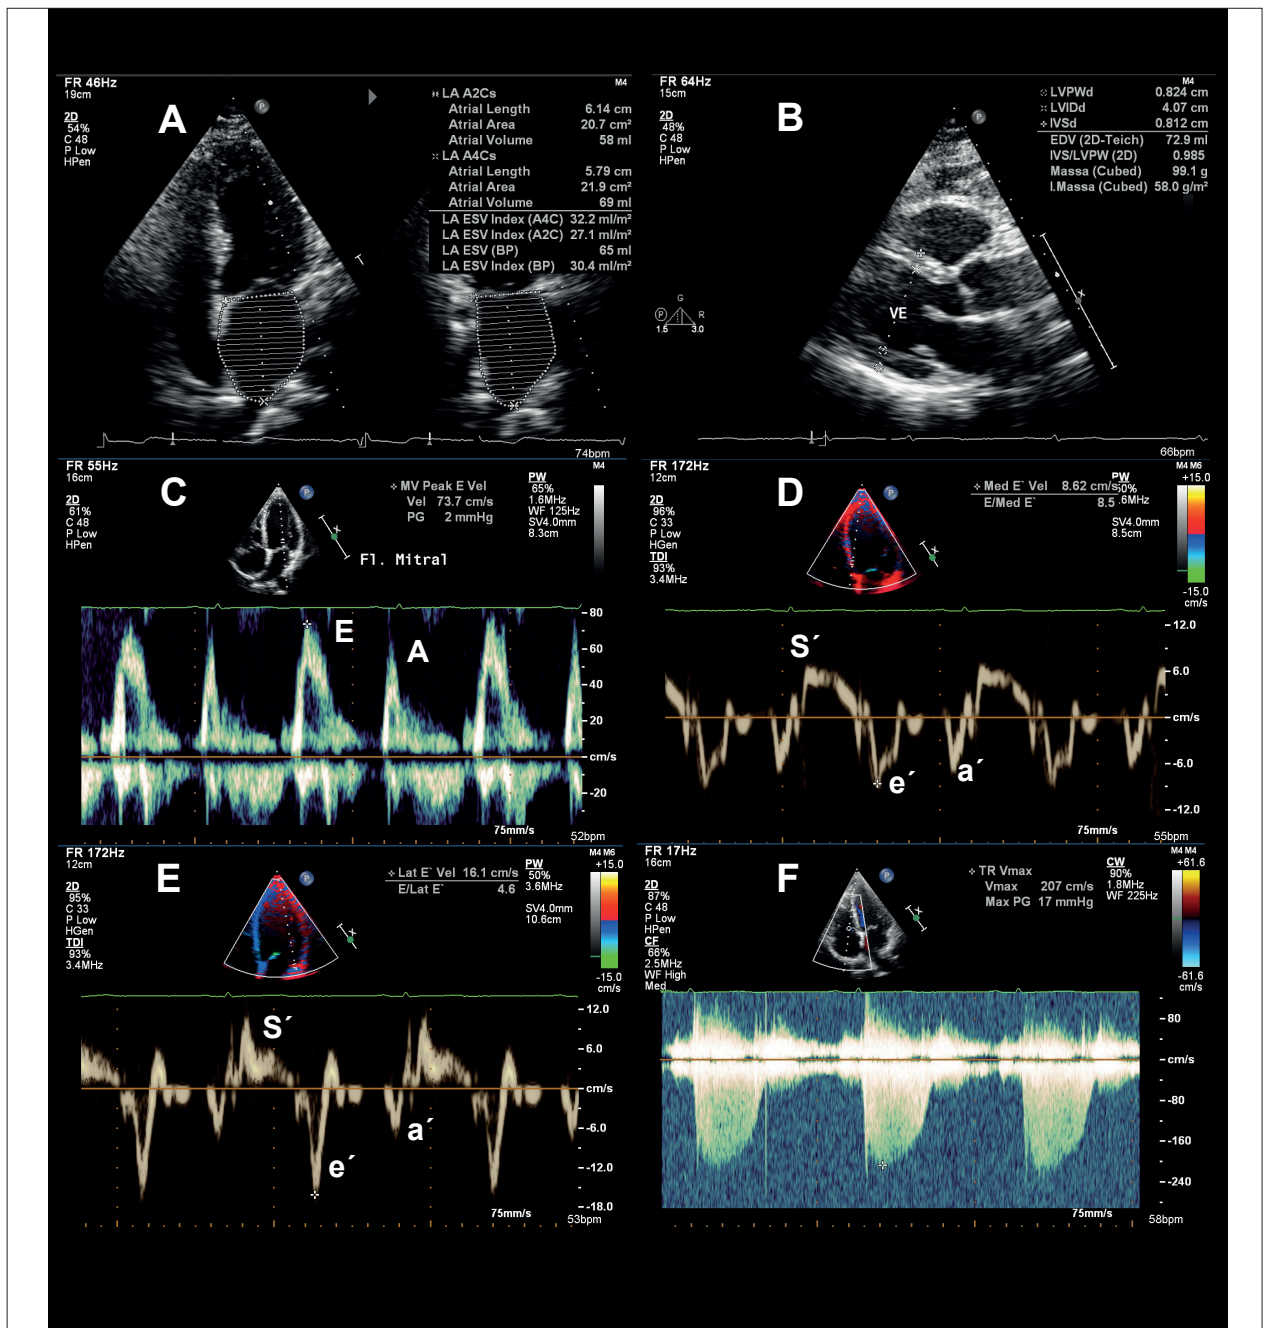 FR 46Hz
19cm
M4
2D
54%
C 48
P Low
HPen
A
P
LA A2Cs
Atrial Length 6.14 cm
Atrial Area 20.7 cm²
Atrial Volume 58 ml
LA A4Cs
Atrial Length 5.79 cm
Atrial Area 21.9 cm²
Atrial Volume 69 ml
LA ESV Index (A4C) 32.2 ml/m²
LA ESV Index (A2C) 27.1 ml/m²
LA ESV (BP) 65 ml
LA ESV Index (BP) 30.4 ml/m²
74bpm
FR 64Hz
15cm
M4
2D
48%
C 48
P Low
HPen
B
P
LVPWd 0.824 cm
LVIDd 4.07 cm
IVSd 0.812 cm
EDV (2D-Teich) 72.9 ml
IVS/LVPW (2D) 0.985
Massa (Cubed) 99.1 g
I.Massa (Cubed) 58.0 g/m²
G
P R
1.5 3.0
VE
X
66bpm
FR 55Hz
16cm
M4
2D
61%
C 48
P Low
HPen
C
P
MV Peak E Vel
Vel 73.7 cm/s
PG 2 mmHg
PW
65%
1.6MHz
WF 125Hz
SV4.0mm
8.3cm
X
Fl. Mitral
E
A
80
60
40
20
cm/s
-20
75mm/s
52bpm
FR 172Hz
12cm
M4 M6
+15.0
2D
96%
C 33
P Low
HGen
TDI
93%
3.4MHz
D
P
Med E` Vel 8.62 cm/s
E/Med E` 8.5
50%
.6MHz
SV4.0mm
8.5cm
X
-15.0
cm/s
S´
e´
a´
12.0
6.0
cm/s
-6.0
-12.0
75mm/s
55bpm
FR 172Hz
12cm
M4 M6
+15.0
2D
95%
C 33
P Low
HGen
TDI
93%
3.4MHz
E
P
Lat E` Vel 16.1 cm/s
E/Lat E` 4.6
PW
50%
3.6MHz
SV4.0mm
10.6cm
X
-15.0
cm/s
S´
e´
a´
12.0
6.0
cm/s
-6.0
-12.0
-18.0
75mm/s
53bpm
FR 17Hz
16cm
M4 M4
+61.6
2D
87%
C 48
P Low
HPen
CF
66%
2.5MHz
WF High
Med
F
P
TR Vmax
Vmax 207 cm/s
Max PG 17 mmHg
CW
90%
1.8MHz
WF 225Hz
X
-61.6
cm/s
80
cm/s
-80
-160
-240
75mm/s
58bpm